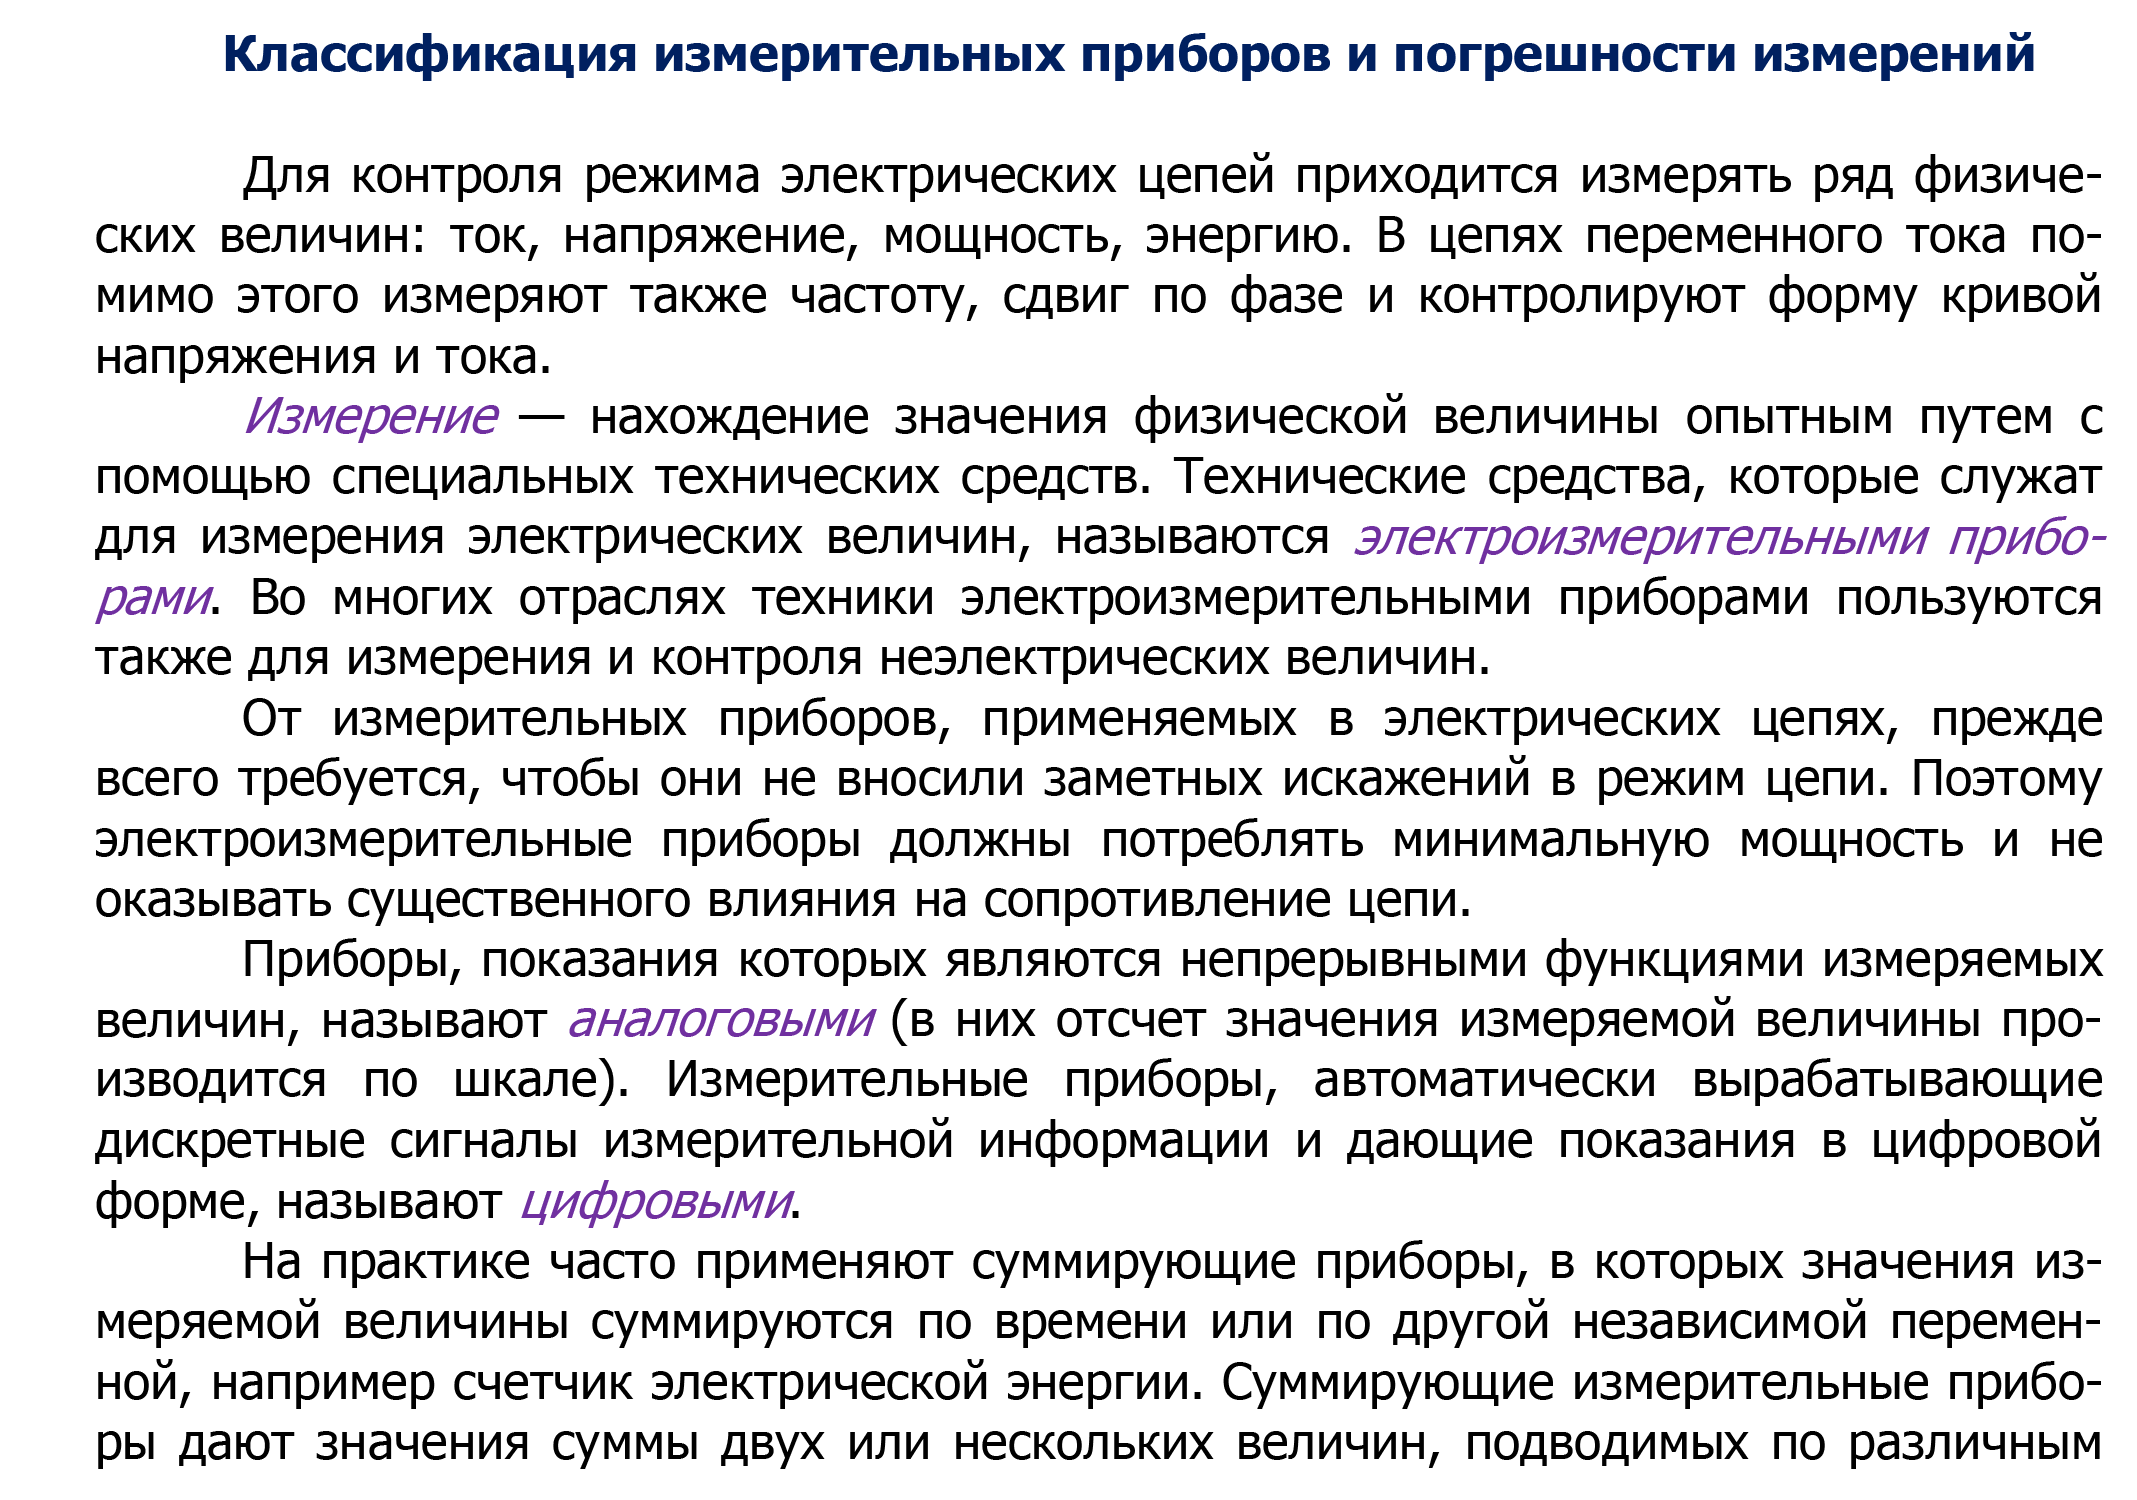 Классификация измерительных приборов и погрешности измерений
Для контроля режима электрических цепей приходится измерять ряд физиче-
ских величин: ток, напряжение, мощность, энергию. В цепях переменного тока по-
мимо этого измеряют также частоту, сдвиг по фазе и контролируют форму кривой
напряжения и тока.
Измерение — нахождение значения физической величины опытным путем с
помощью специальных технических средств. Технические средства, которые служат
для измерения электрических величин, называются электроизмерительными прибо-
рами. Во многих отраслях техники электроизмерительными приборами пользуются
также для измерения и контроля неэлектрических величин.
От измерительных приборов, применяемых в электрических цепях, прежде
всего требуется, чтобы они не вносили заметных искажений в режим цепи. Поэтому
электроизмерительные приборы должны потреблять минимальную мощность и не
оказывать существенного влияния на сопротивление цепи.
Приборы, показания которых являются непрерывными функциями измеряемых
величин, называют аналоговыми (в них отсчет значения измеряемой величины про-
изводится по шкале). Измерительные приборы, автоматически вырабатывающие
дискретные сигналы измерительной информации и дающие показания в цифровой
форме, называют цифровыми.
На практике часто применяют суммирующие приборы, в которых значения из-
меряемой величины суммируются по времени или по другой независимой перемен-
ной, например счетчик электрической энергии. Суммирующие измерительные прибо-
ры дают значения суммы двух или нескольких величин, подводимых по различным